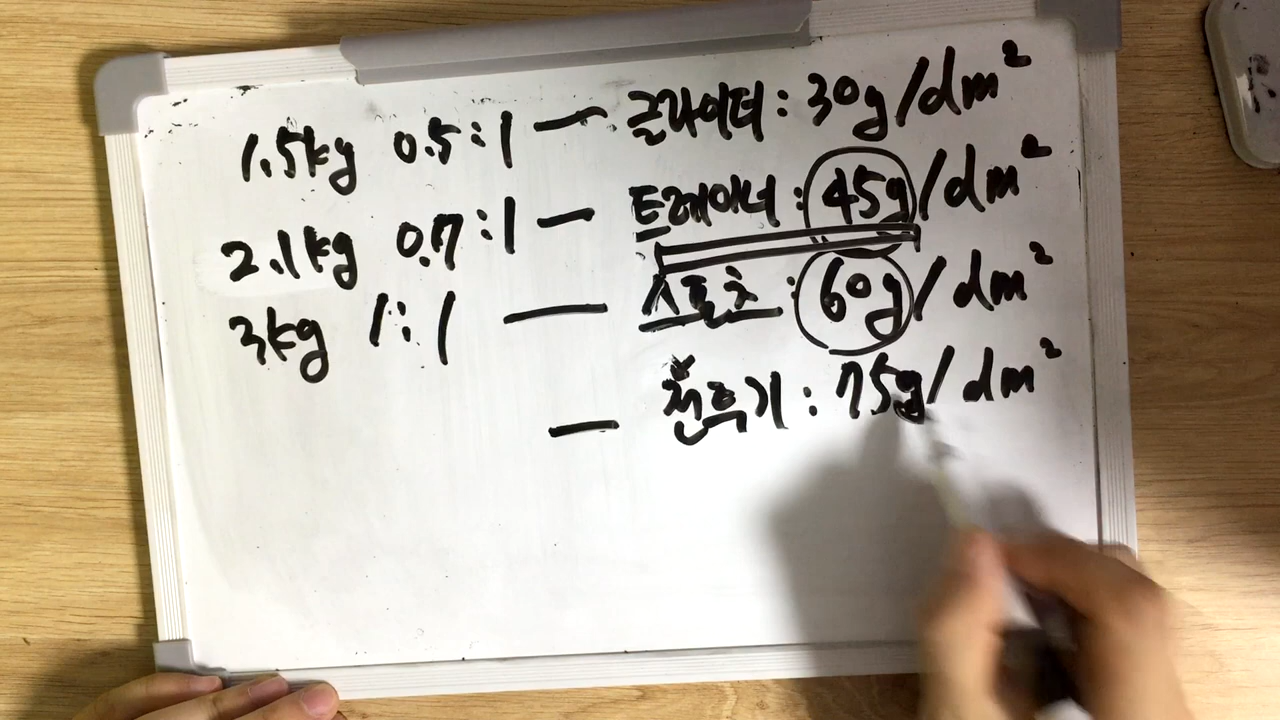 1.5kg 0.5:1 — 글라이더: 30g/dm²
2.1kg 0.7:1 — 트레이너: 45g/dm²
3kg 1:1 — 스포츠: 60g/dm²
— 전투기: 75g/dm²